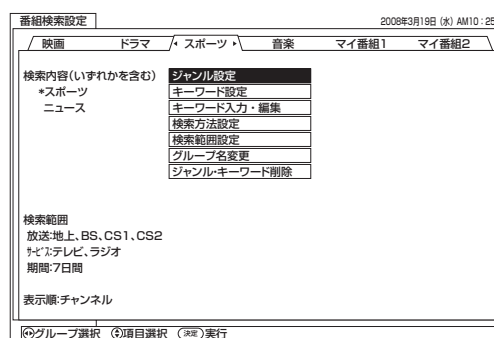 番組検索設定 2008年3月19日 (水) AM10:25
映画 ドラマ スポーツ 音楽 マイ番組1 マイ番組2
検索内容(いずれかを含む)
*スポーツ
ニュース
ジャンル設定
キーワード設定
キーワード入力・編集
検索方法設定
検索範囲設定
グループ名変更
ジャンル・キーワード削除
検索範囲
放送:地上、BS、CS1、CS2
ｻｰﾋﾞｽ:テレビ、ラジオ
期間:7日間
表示順:チャンネル
グループ選択 項目選択 決定 実行